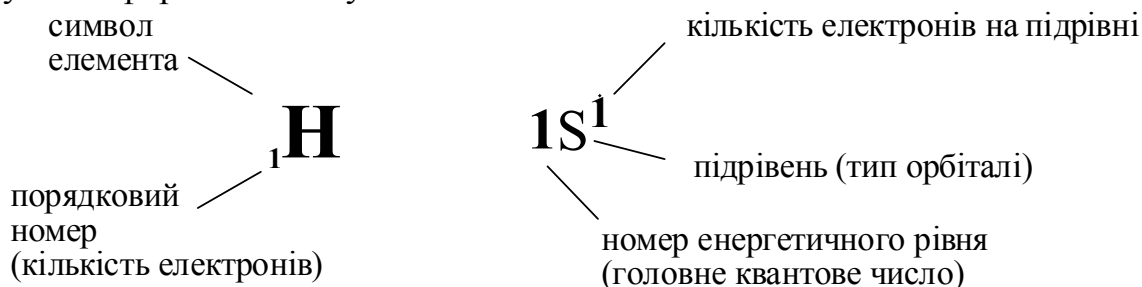 символ
елемента
₁H
порядковий
номер
(кількість електронів)
кількість електронів на підрівні
1S¹
підрівень (тип орбіталі)
номер енергетичного рівня
(головне квантове число)